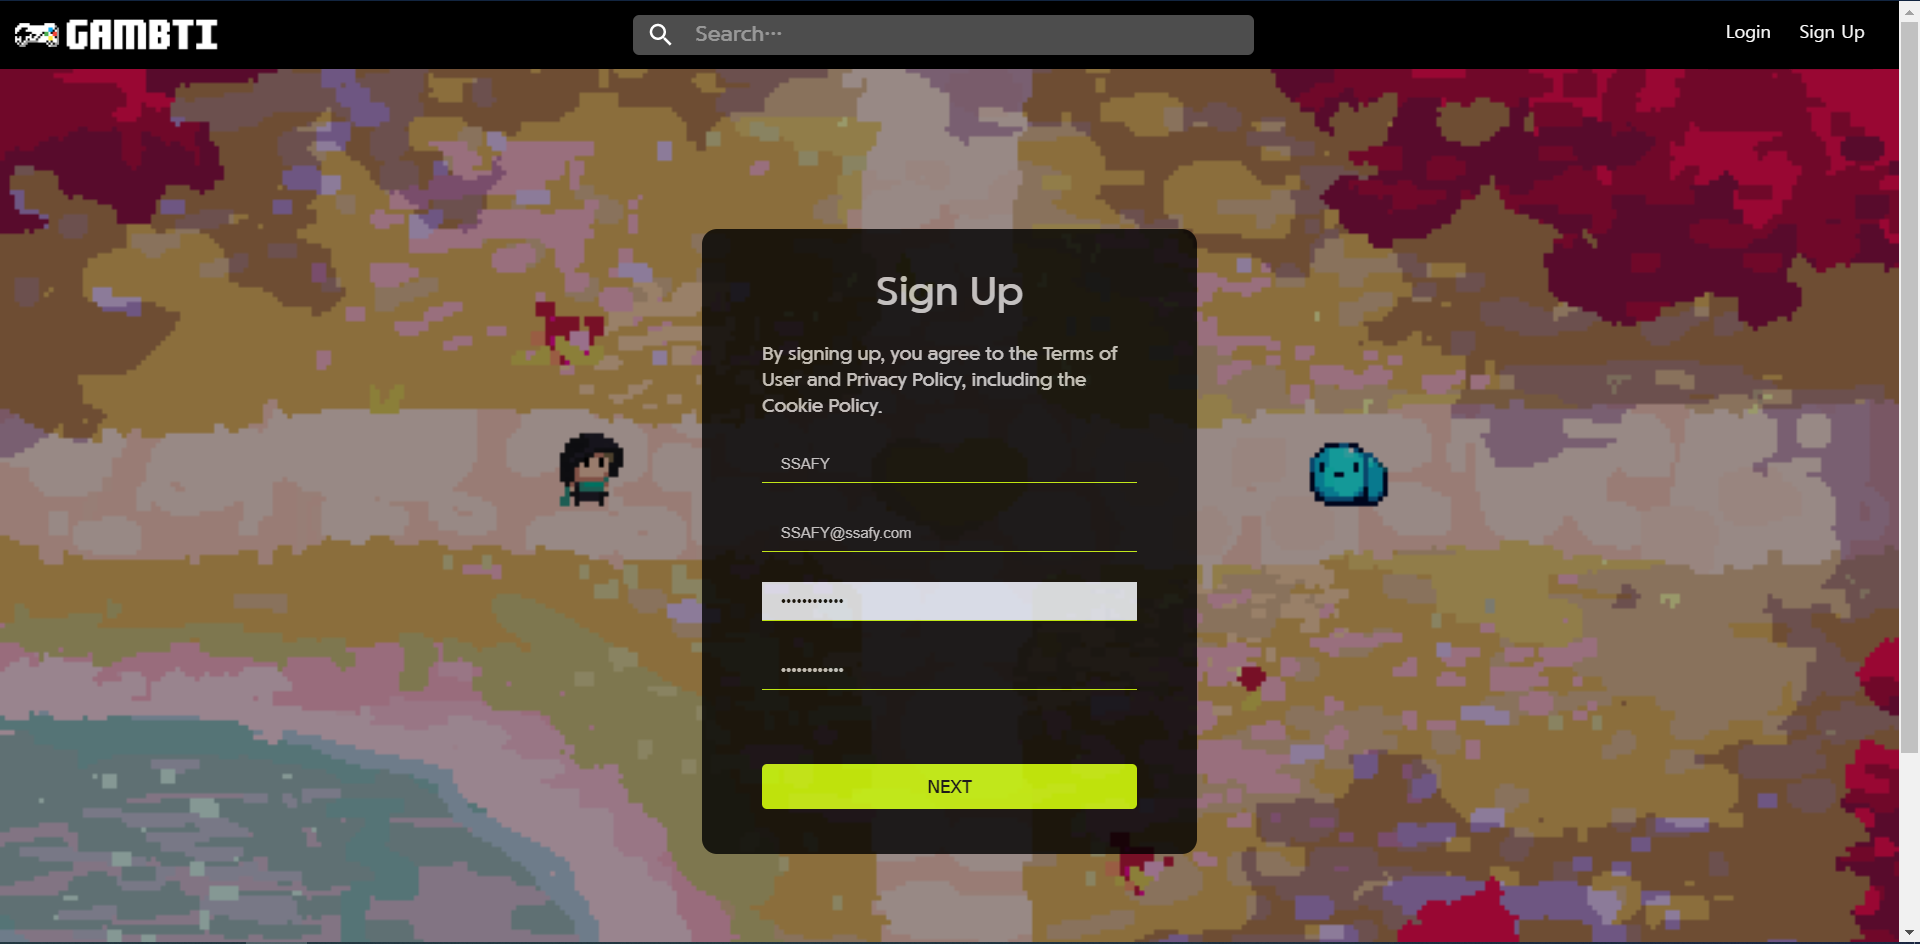 GAMBTI
Search…
Login
Sign Up
Sign Up
By signing up, you agree to the Terms of
User and Privacy Policy, including the
Cookie Policy.
SSAFY
SSAFY@ssafy.com
••••••••••••
••••••••••••
NEXT